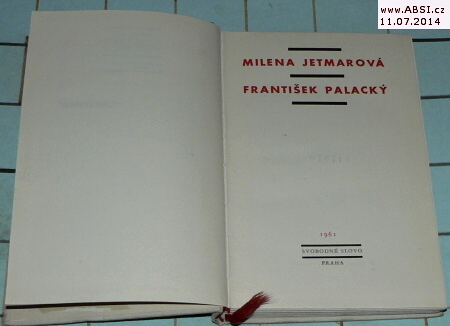 www.ABSI.cz
11.07.2014
MILENA JETMAROVÁ
FRANTIŠEK PALACKÝ
1961
SVOBODNÉ SLOVO
PRAHA